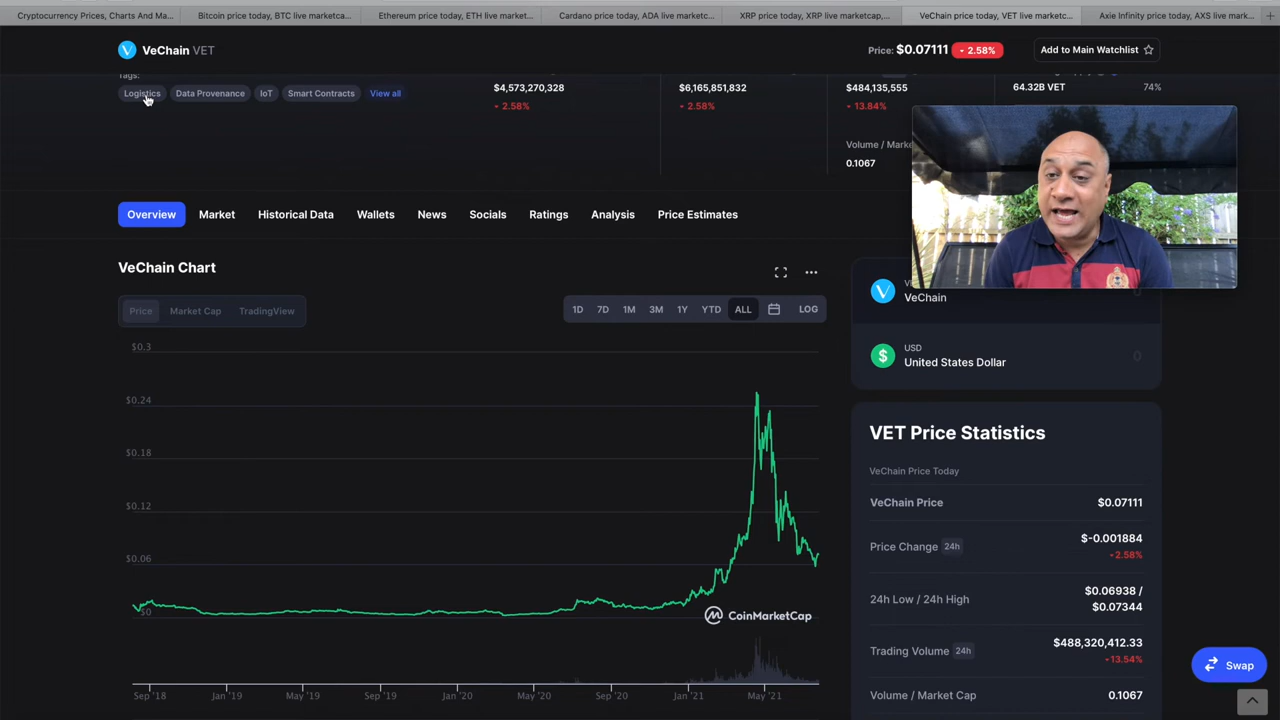 Cryptocurrency Prices, Charts And Ma...
Bitcoin price today, BTC live marketca...
Ethereum price today, ETH live market...
Cardano price today, ADA live marketc...
XRP price today, XRP live marketcap,...
VeChain price today, VET live marketc...
Axie Infinity price today, AXS live mark...
VeChain VET
Price: $0.07111
2.58%
Add to Main Watchlist
Tags:
Logistics
Data Provenance
IoT
Smart Contracts
View all
$4,573,270,328
2.58%
$6,165,851,832
2.58%
$484,135,555
13.84%
Volume / Market
0.1067
64.32B VET
74%
Overview
Market
Historical Data
Wallets
News
Socials
Ratings
Analysis
Price Estimates
VeChain Chart
Price
Market Cap
TradingView
1D
7D
1M
3M
1Y
YTD
ALL
LOG
$0.3
$0.24
$0.18
$0.12
$0.06
$0
CoinMarketCap
Sep '18
Jan '19
May '19
Sep '19
Jan '20
May '20
Sep '20
Jan '21
May '21
VeChain
0
USD
United States Dollar
0
VET Price Statistics
VeChain Price Today
VeChain Price
$0.07111
Price Change 24h
$-0.001884
2.58%
24h Low / 24h High
$0.06938 /
$0.07344
Trading Volume 24h
$488,320,412.33
-13.54%
Volume / Market Cap
0.1067
Swap